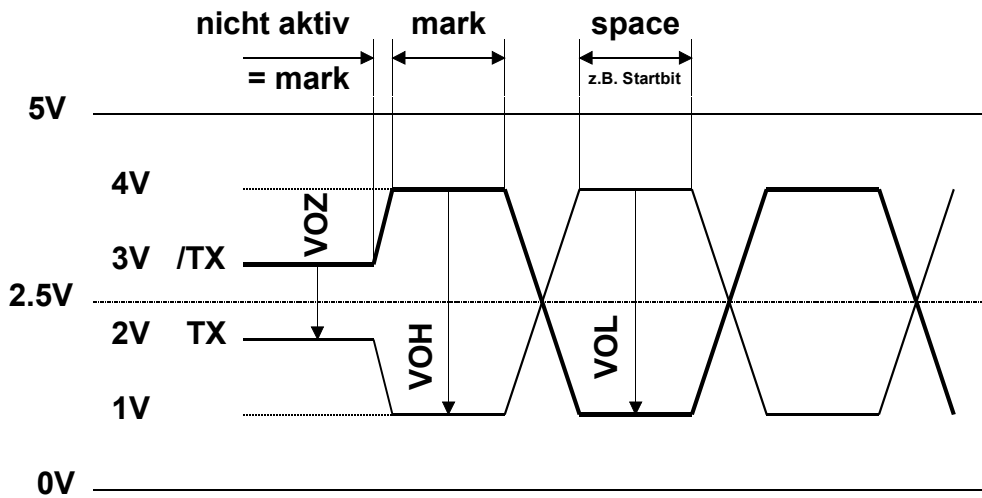 nicht aktiv mark space
= mark z.B. Startbit
5V
4V
VOZ
3V /TX
2.5V
2V TX
VOH VOL
1V
0V